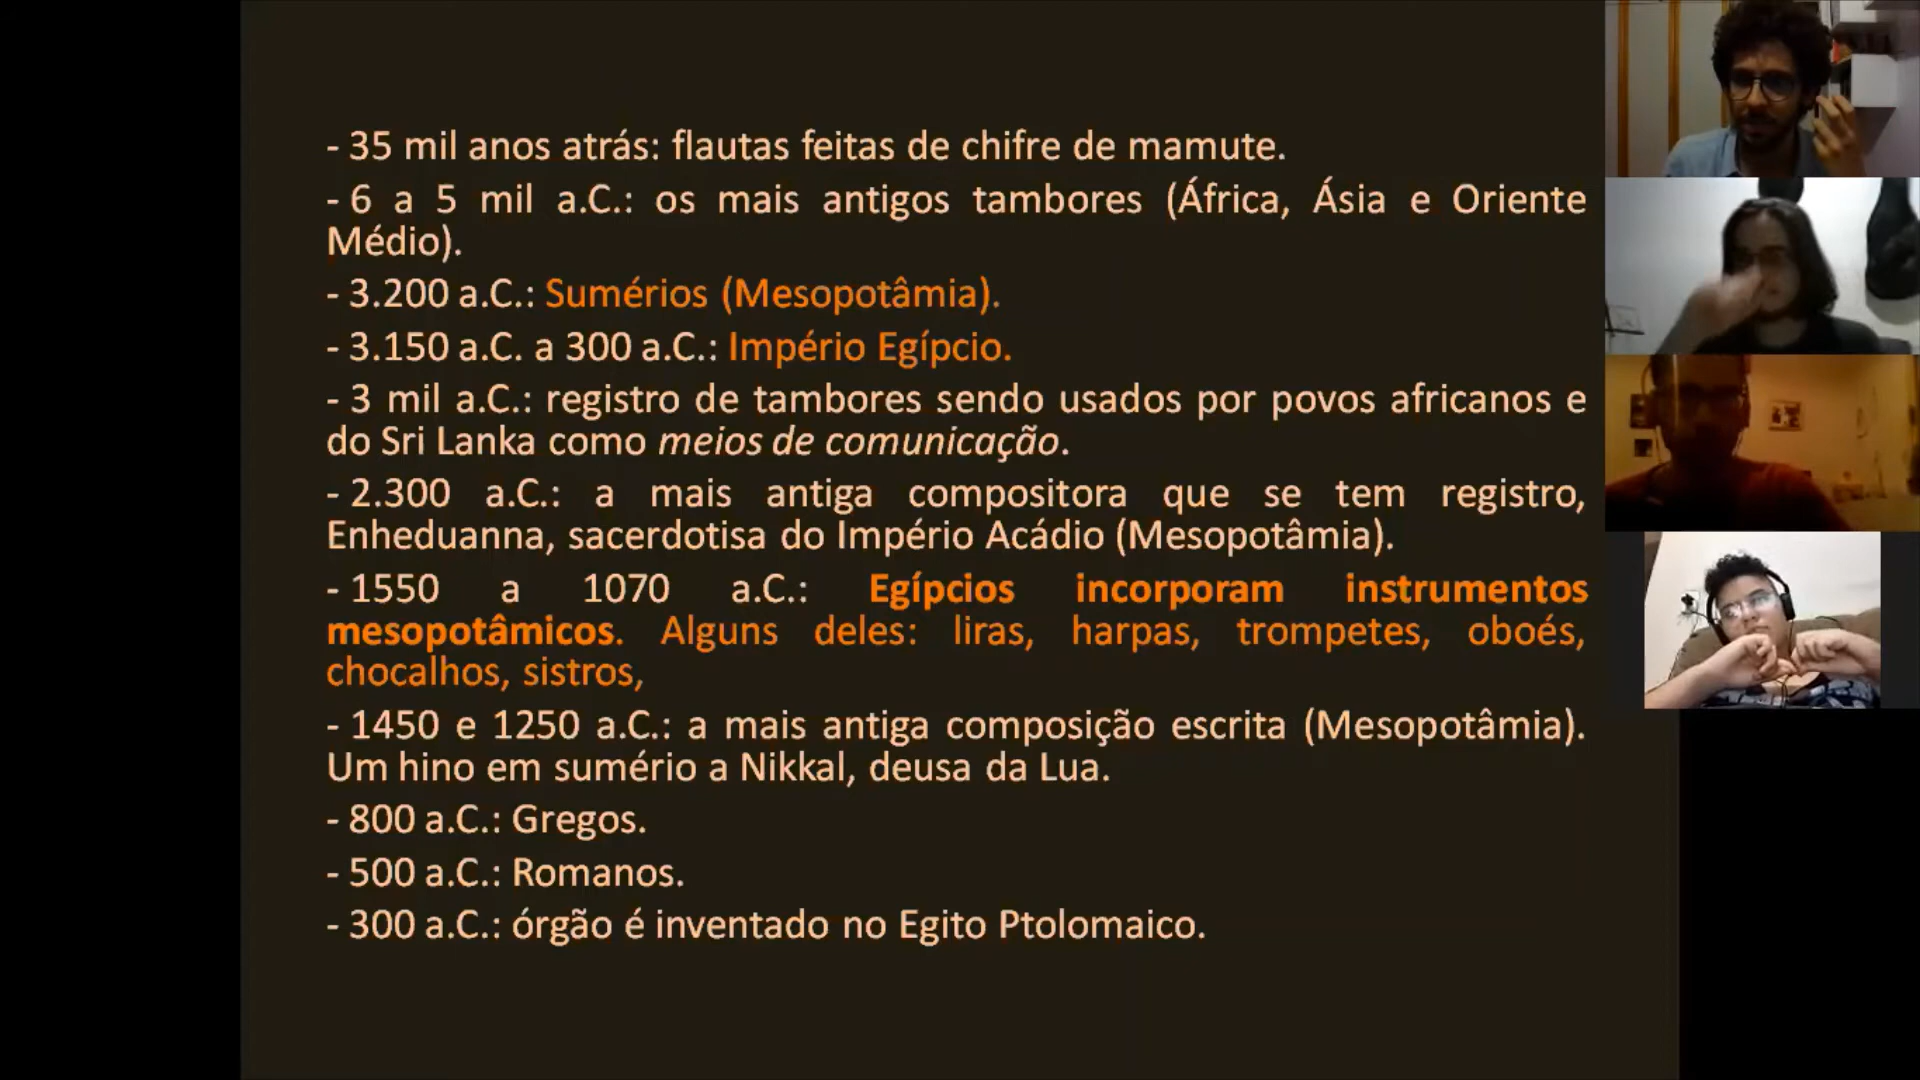 - 35 mil anos atrás: flautas feitas de chifre de mamute.
- 6 a 5 mil a.C.: os mais antigos tambores (África, Ásia e Oriente
Médio).
- 3.200 a.C.: Sumérios (Mesopotâmia).
- 3.150 a.C. a 300 a.C.: Império Egípcio.
- 3 mil a.C.: registro de tambores sendo usados por povos africanos e
do Sri Lanka como meios de comunicação.
- 2.300 a.C.: a mais antiga compositora que se tem registro,
Enheduanna, sacerdotisa do Império Acádio (Mesopotâmia).
- 1550 a 1070 a.C.: Egípcios incorporam instrumentos
mesopotâmicos. Alguns deles: liras, harpas, trompetes, oboés,
chocalhos, sistros,
- 1450 e 1250 a.C.: a mais antiga composição escrita (Mesopotâmia).
Um hino em sumério a Nikkal, deusa da Lua.
- 800 a.C.: Gregos.
- 500 a.C.: Romanos.
- 300 a.C.: órgão é inventado no Egito Ptolomaico.